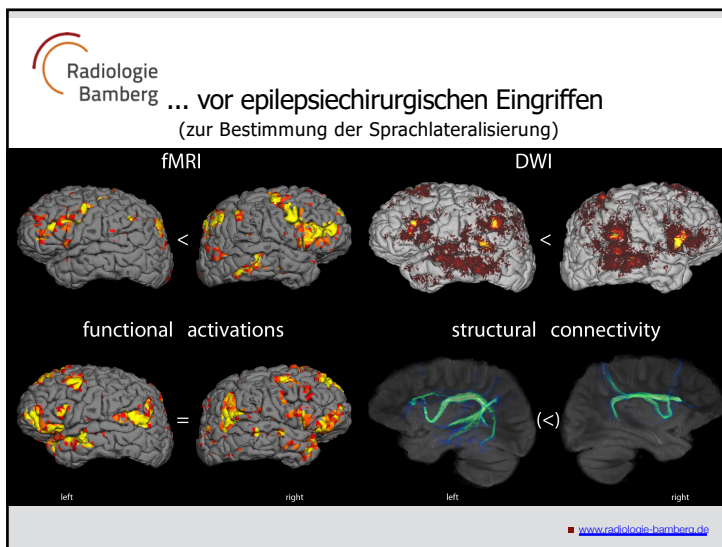 Radiologie
Bamberg
... vor epilepsiechirurgischen Eingriffen
(zur Bestimmung der Sprachlateralisierung)
fMRI
DWI
<
<
functional activations
structural connectivity
=
(<)
left
right
left
right
www.radiologie-bamberg.de